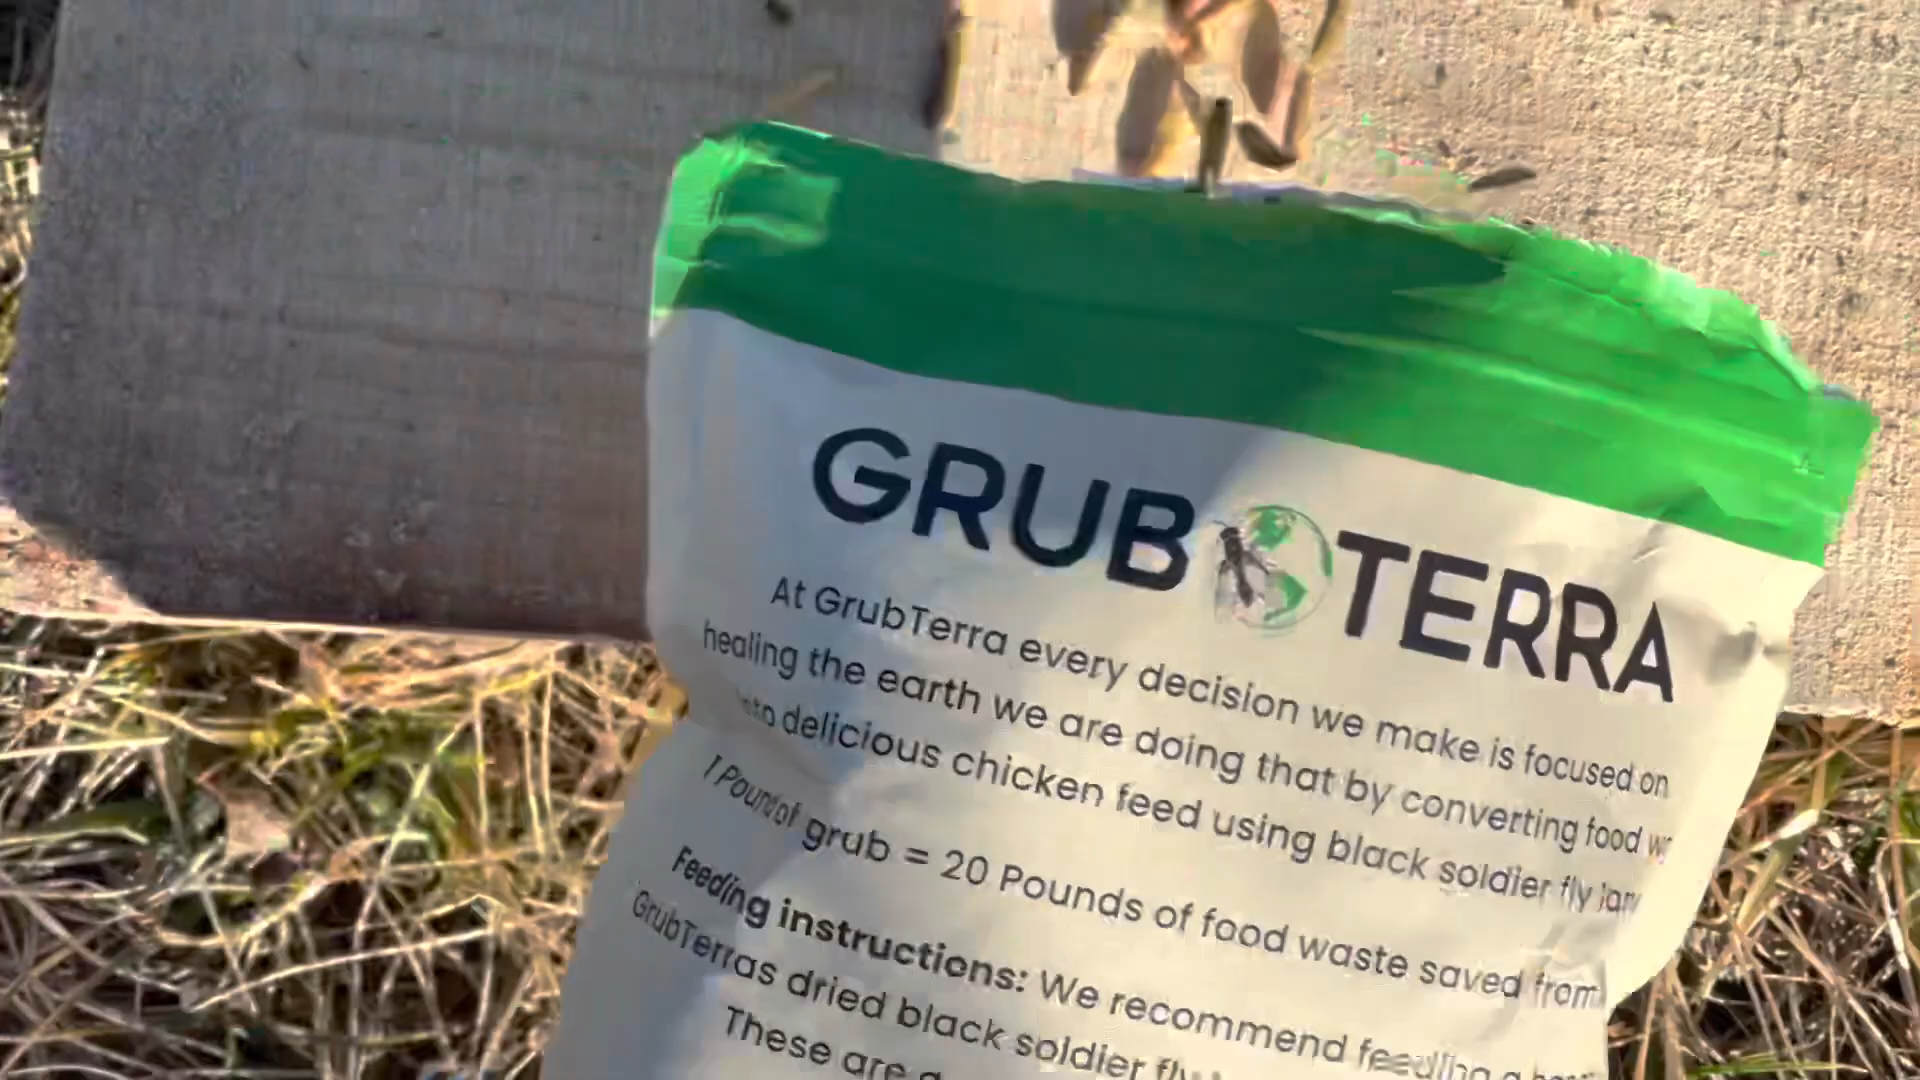 GRUB TERRA
At GrubTerra every decision we make is focused on
healing the earth we are doing that by converting food
into delicious chicken feed using black soldier fly
1 Pound of grub = 20 Pounds of food waste saved from
Feeding instructions: We recommend feeding a
GrubTerras dried black soldier fly
These are